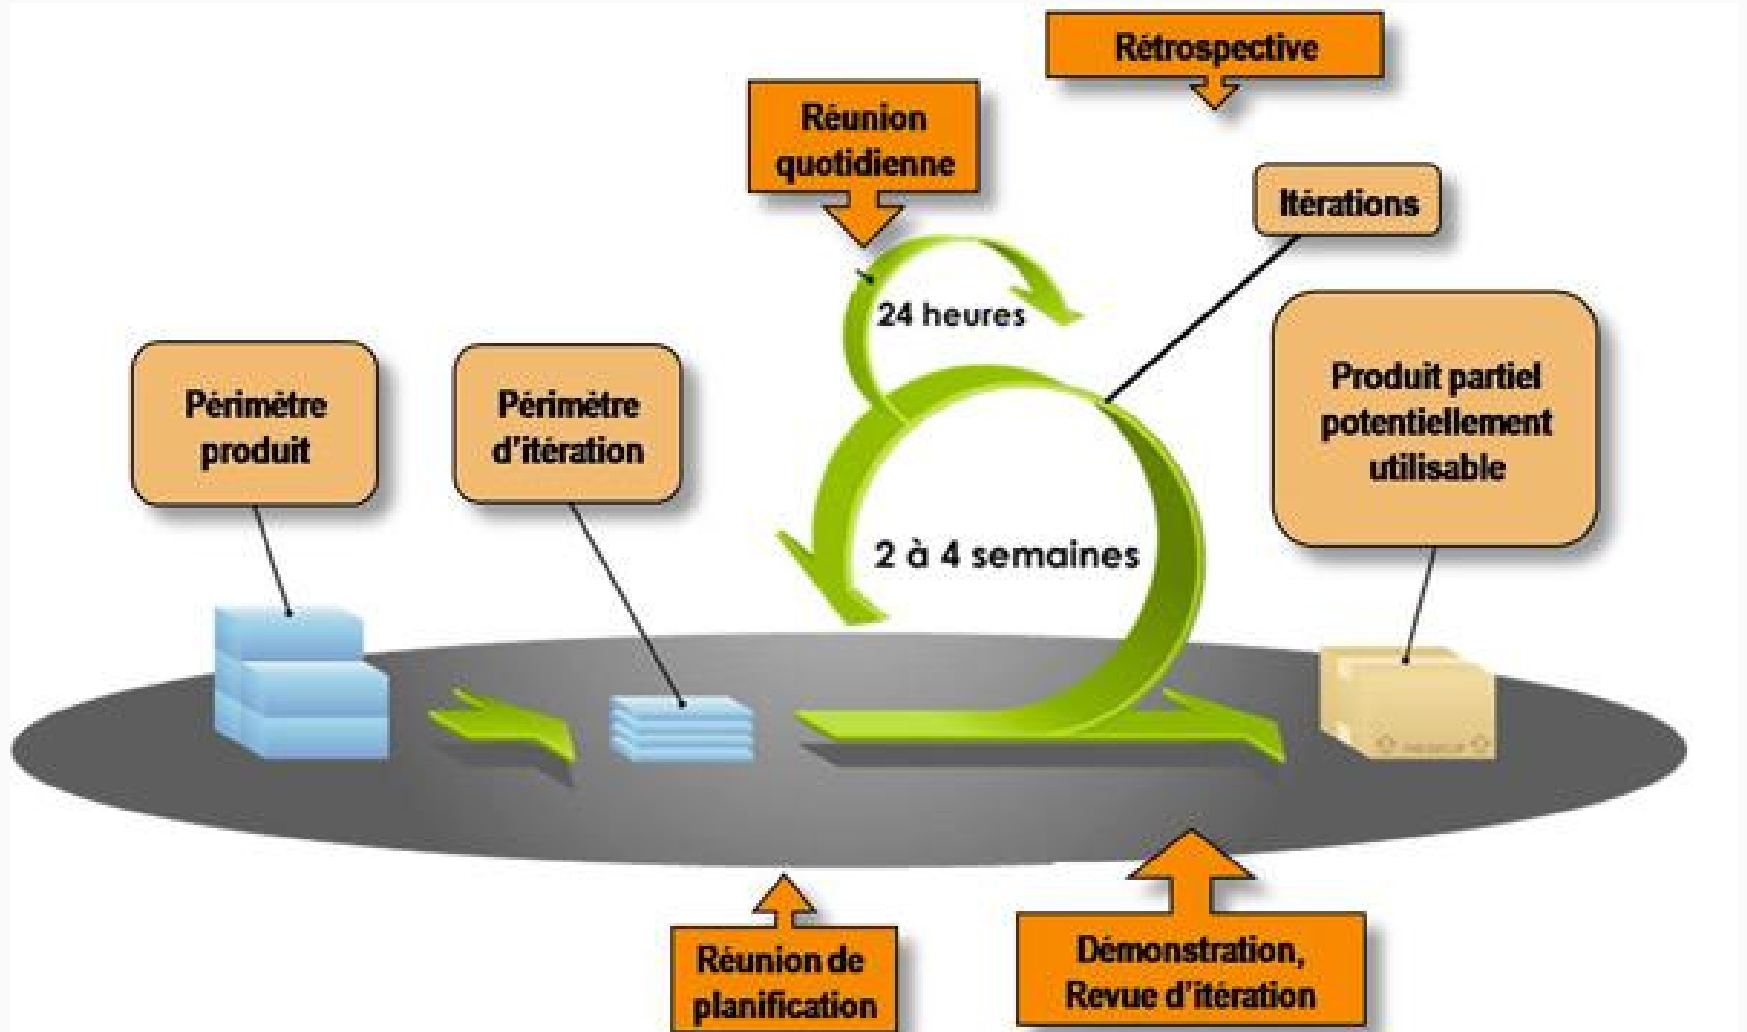 Rétrospective
Réunion
quotidienne
Itérations
24 heures
Périmètre
produit
Périmètre
d'itération
Produit partiel
potentiellement
utilisable
2 à 4 semaines
Réunion de
planification
Démonstration,
Revue d'itération